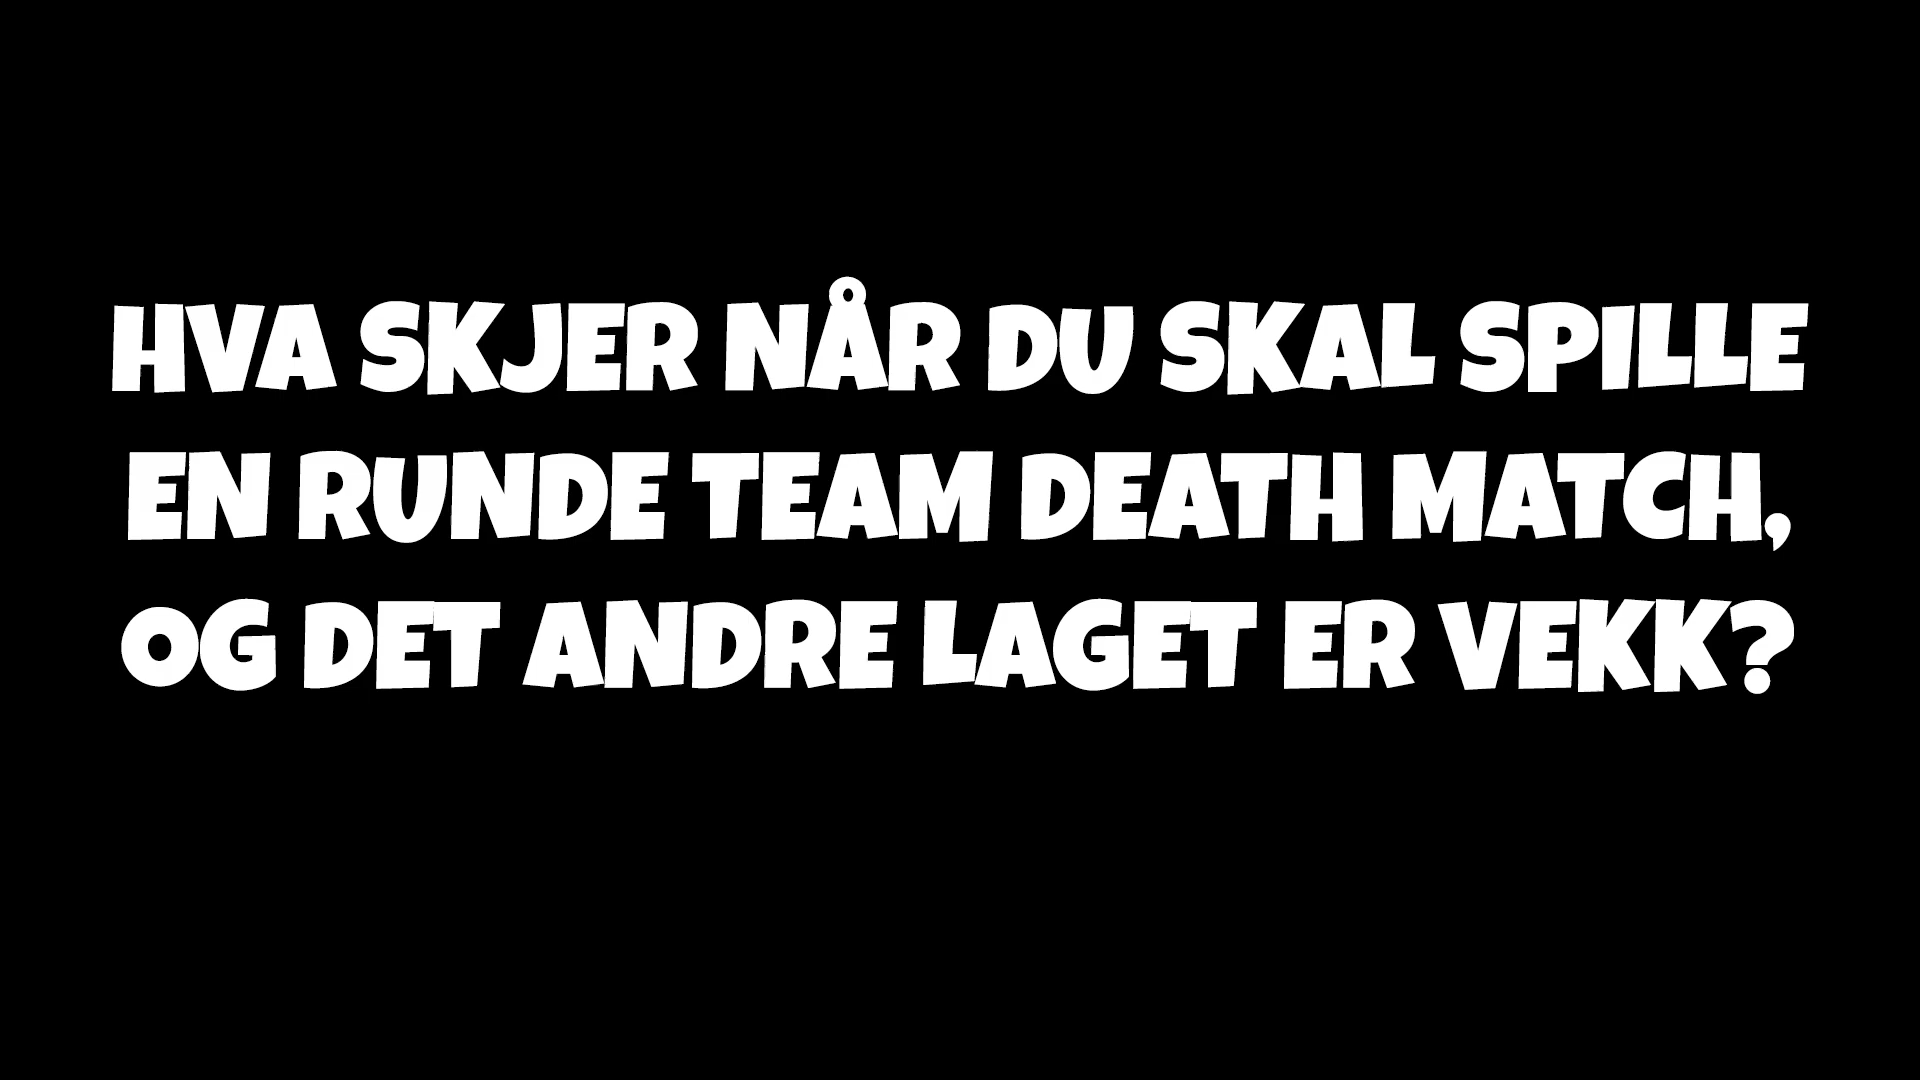 HVA SKJER NÅR DU SKAL SPILLE
EN RUNDE TEAM DEATH MATCH,
OG DET ANDRE LAGET ER VEKK?